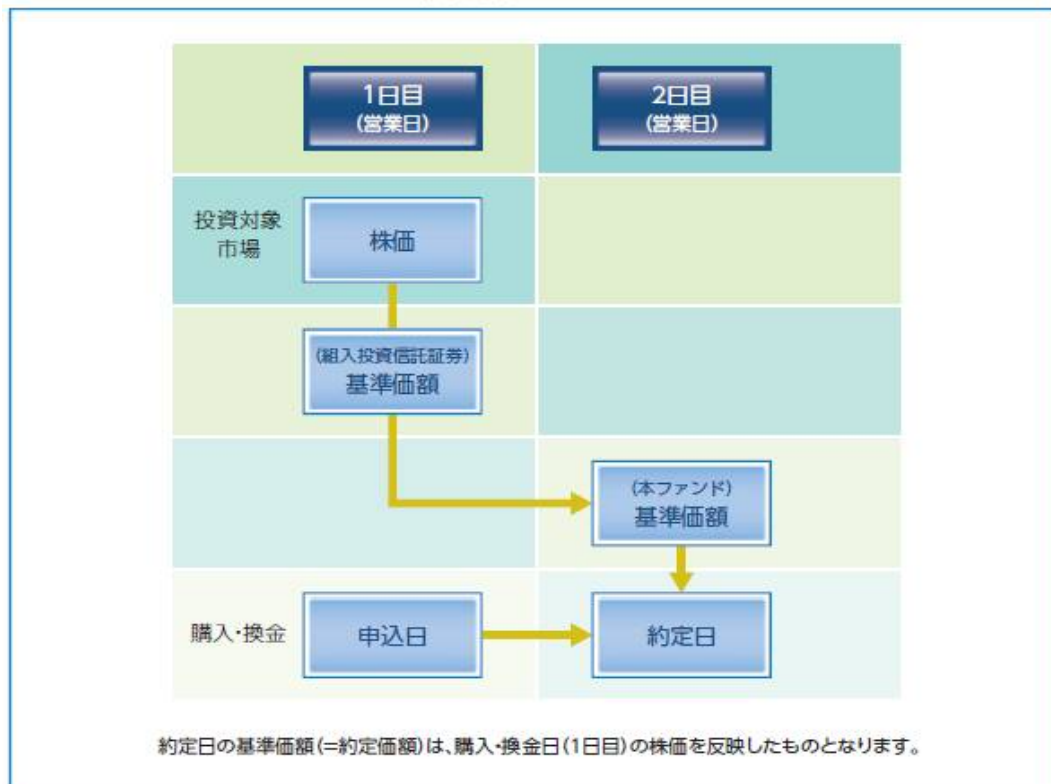 1日目
(営業日)
2日目
(営業日)
投資対象
市場
株価
(組入投資信託証券)
基準価額
(本ファンド)
基準価額
購入・換金
申込日
約定日
約定日の基準価額(=約定価額)は、購入・換金日(1日目)の株価を反映したものとなります。